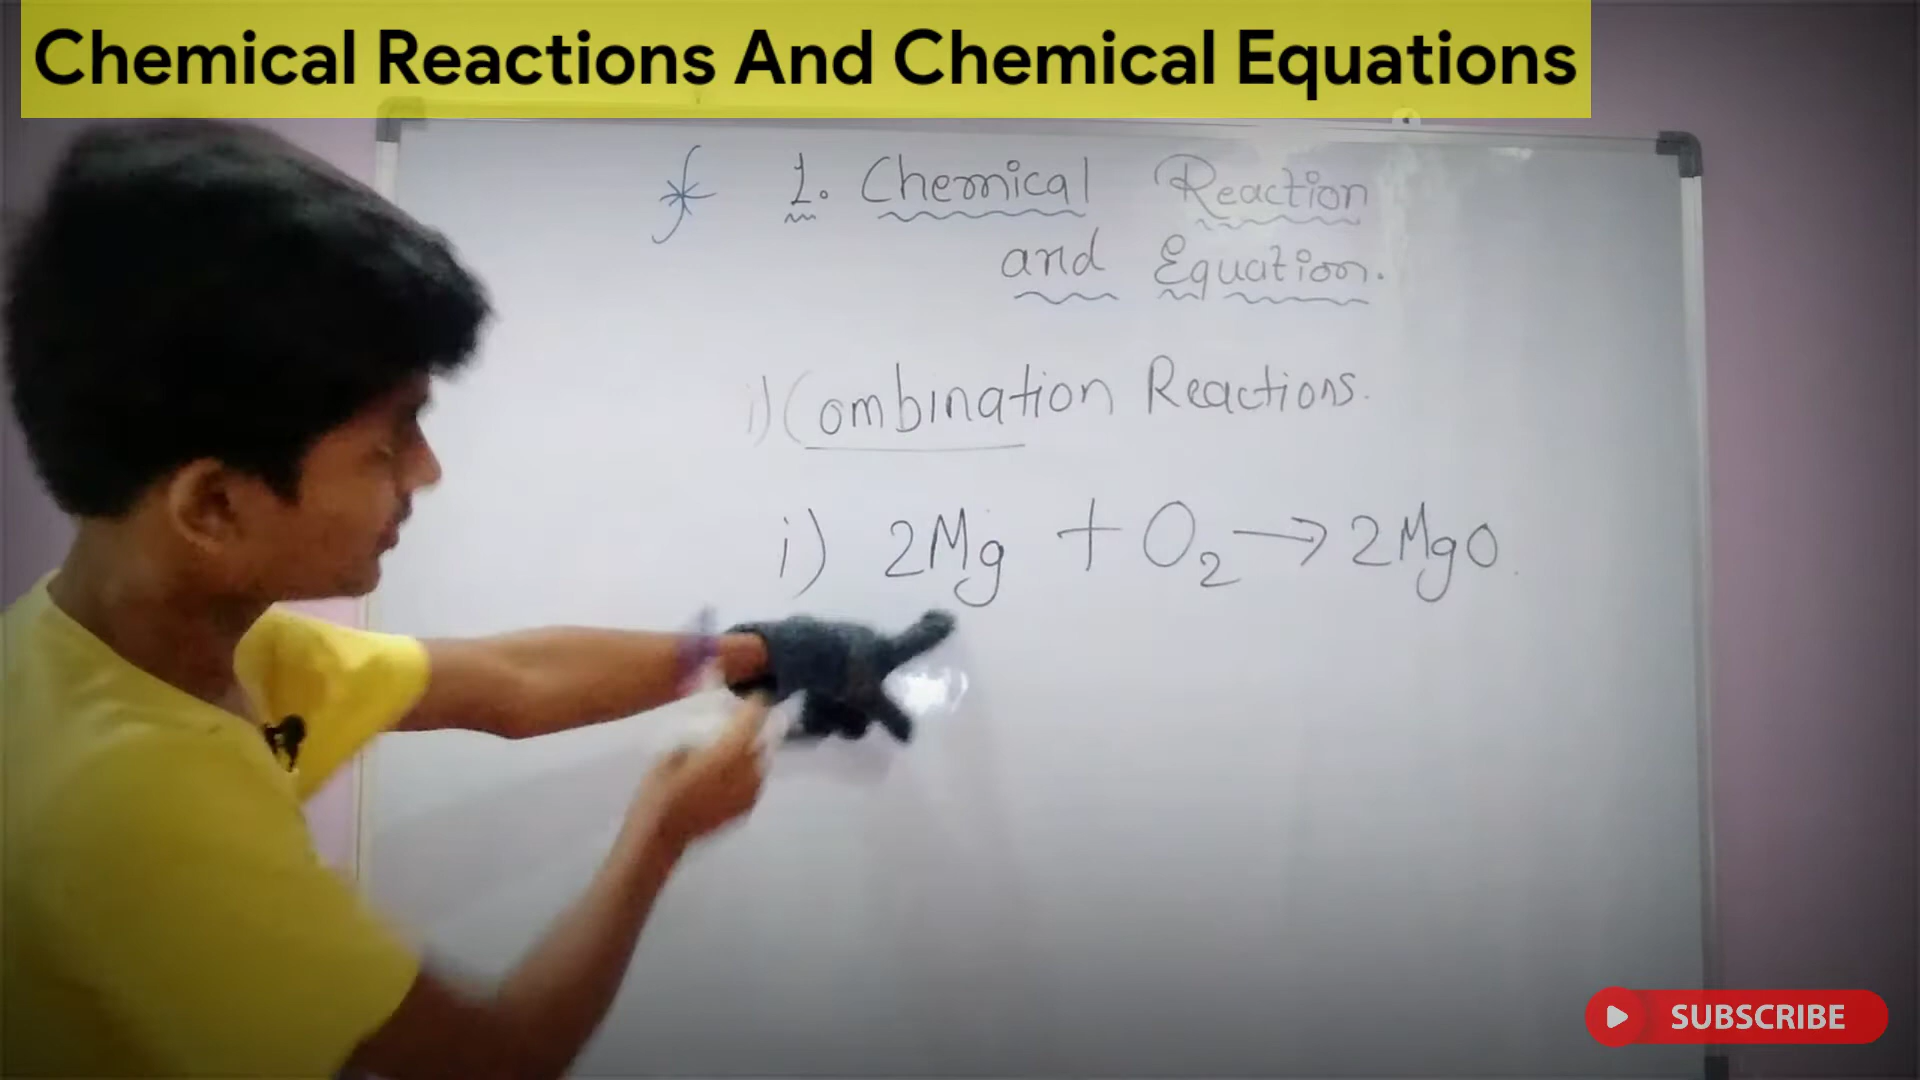 Chemical Reactions And Chemical Equations
* 1. Chemical Reaction
and Equation.
i) Combination Reactions.
i) 2Mg + O₂ → 2MgO
SUBSCRIBE